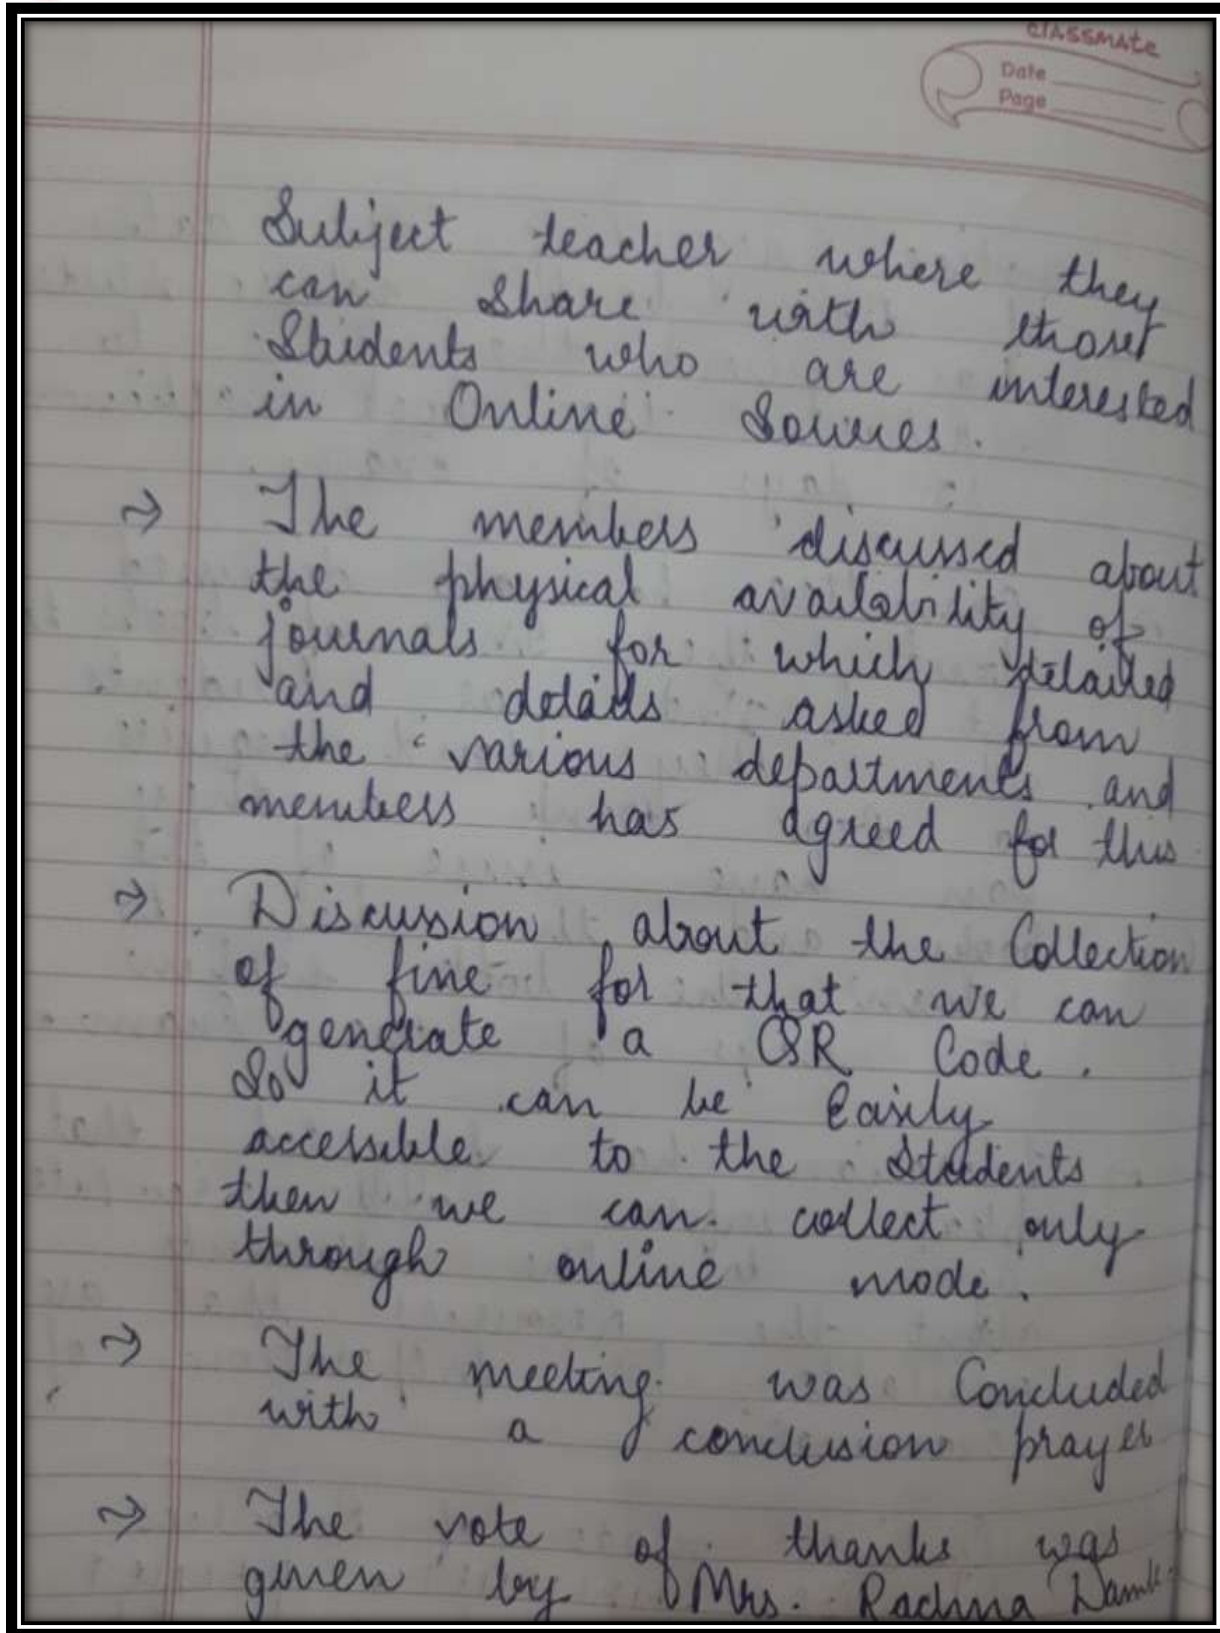 classmate
Date
Page
Subject teacher where they
can share with those
Students who are interested
in Online Sources.
→ The members discussed about
the physical availability of
journals for which detailed
and details asked from
the various departments and
members has agreed for this
→ Discussion about the Collection
of fine for that we can
generate a QR Code.
So it can be Easily
accessible to the Students
then we can collect only
through online mode.
→ The meeting was Concluded
with a conclusion prayer
→ The vote of thanks was
given by Mrs. Rachna